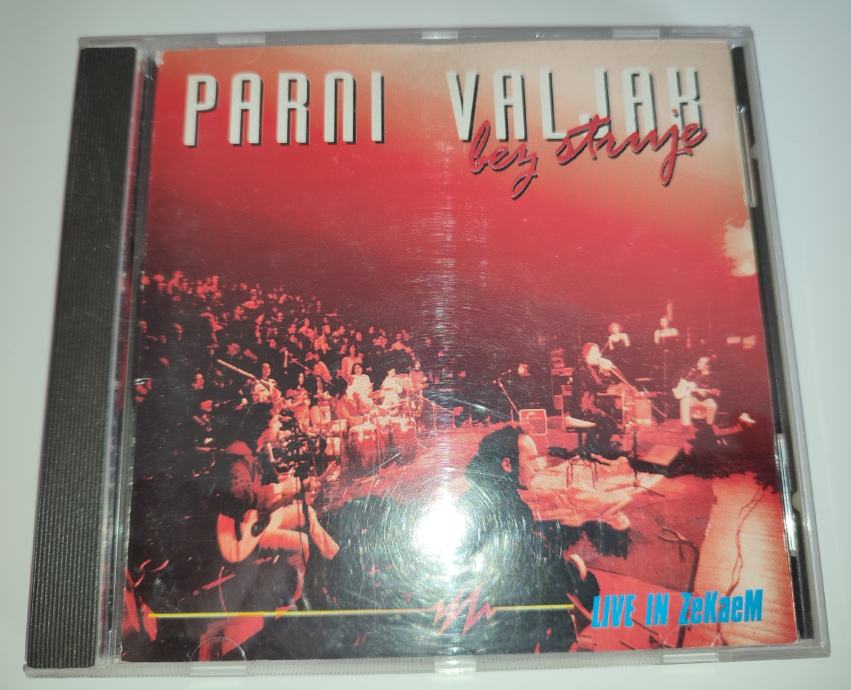 PARNI VALJAK
bez struje
LIVE IN ZeKaeM